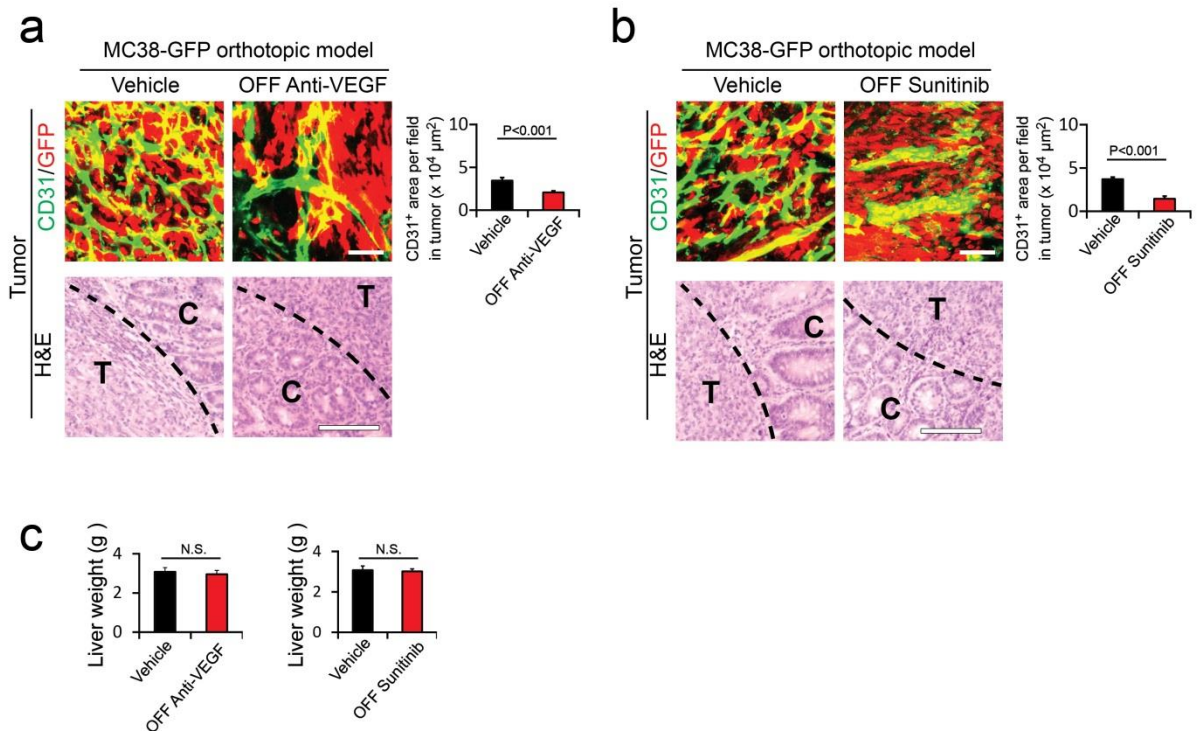 a
MC38-GFP orthotopic model
Vehicle
OFF Anti-VEGF
Tumor
CD31/GFP
H&E
C
T
T
C
CD31⁺ area per field
in tumor (x 10⁴ µm²)
10
5
0
P<0.001
Vehicle
OFF Anti-VEGF
b
MC38-GFP orthotopic model
Vehicle
OFF Sunitinib
Tumor
CD31/GFP
H&E
C
T
T
C
CD31⁺ area per field
in tumor (x 10⁴ µm²)
10
5
0
P<0.001
Vehicle
OFF Sunitinib
c
Liver weight (g )
4
2
0
N.S.
Vehicle
OFF Anti-VEGF
Liver weight (g )
4
2
0
N.S.
Vehicle
OFF Sunitinib